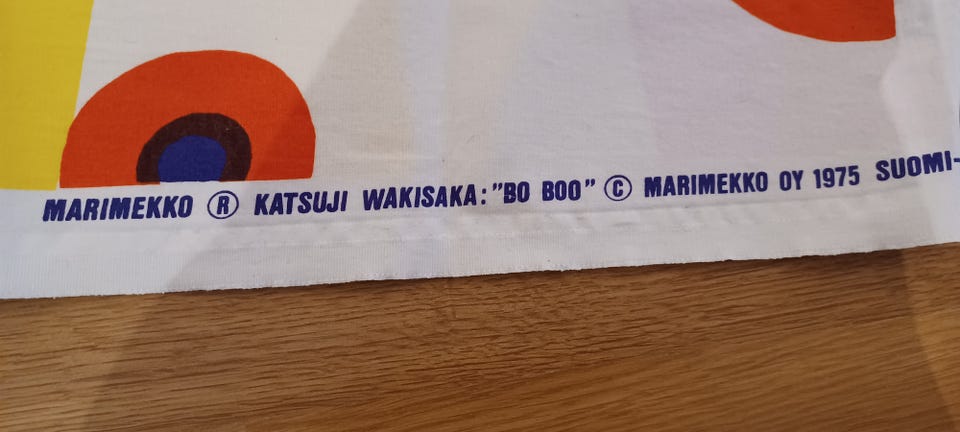 MARIMEKKO ® KATSUJI WAKISAKA: "BO BOO" © MARIMEKKO OY 1975 SUOMI-